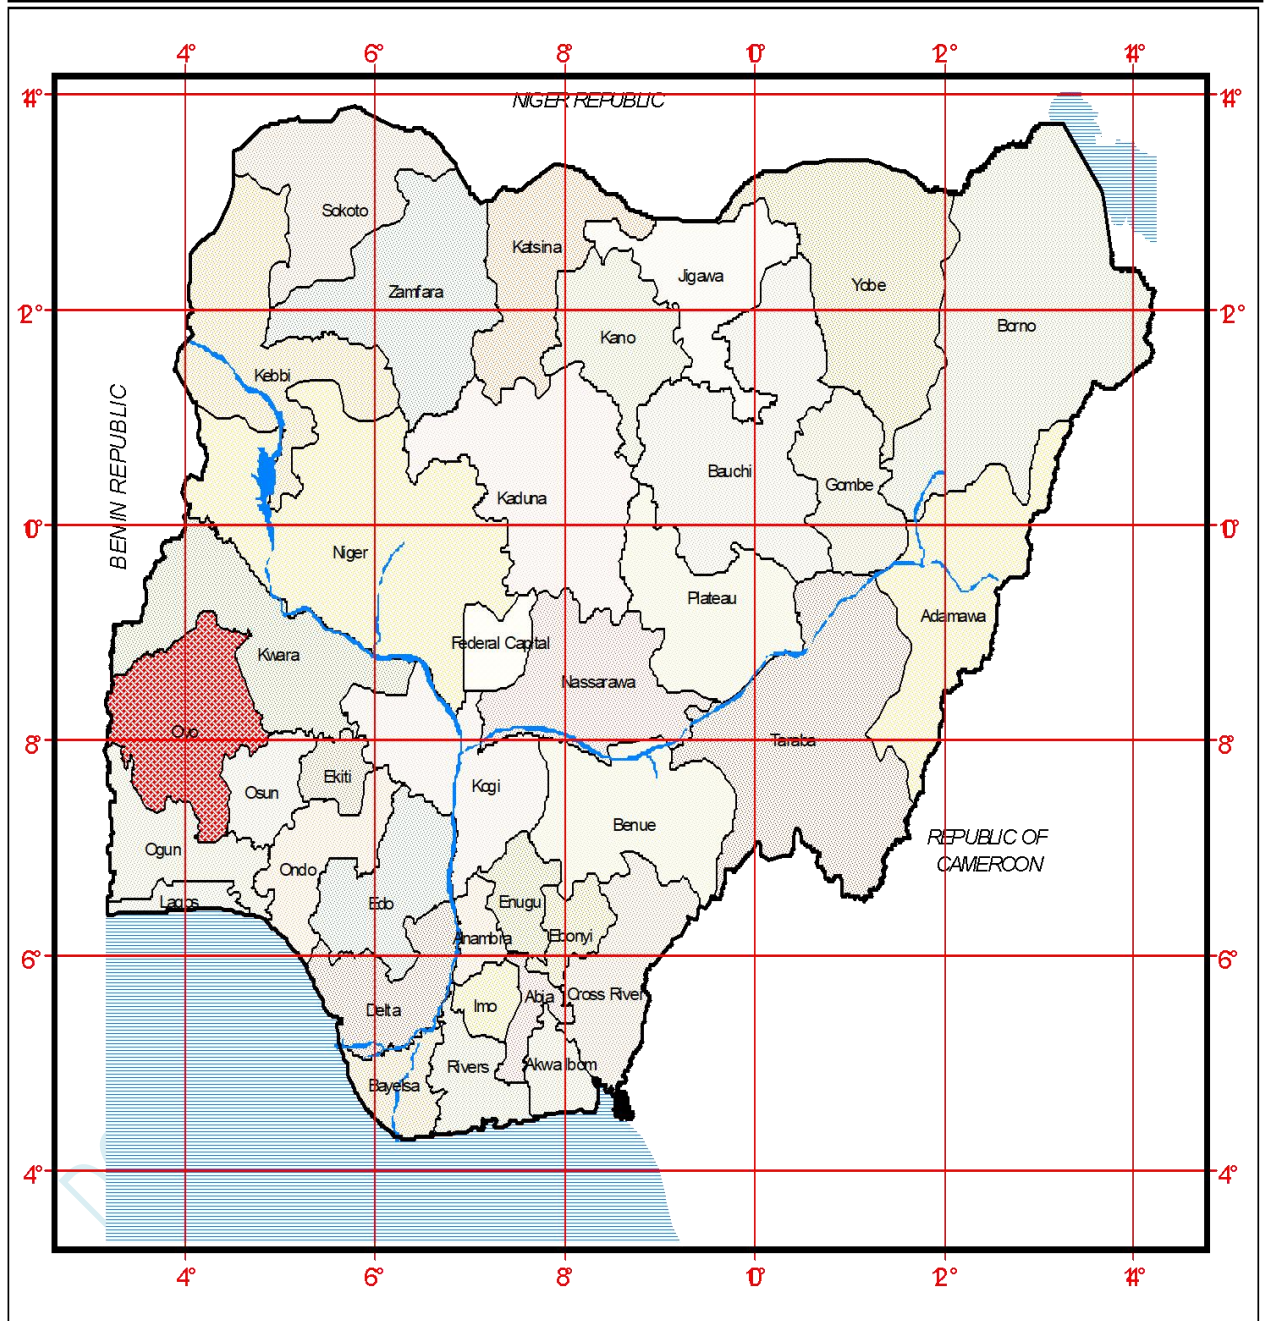 4° 6° 8° 10° 12° 14°
14° 14°
NIGER REPUBLIC
Sokoto
Katsina
Jigawa
Zamfara
Yobe
12° 12°
Borno
Kano
Kebbi
BENIN REPUBLIC
Bauchi
Gombe
Kaduna
10° 10°
Niger
Plateau
Adamawa
Federal Capital
Kwara
Nassarawa
Oyo
8° 8°
Taraba
Ekiti
Kogi
Osun
Benue
REPUBLIC OF
CAMEROON
Ogun
Ondo
Lagos
Edo
Enugu
Anambra
Ebonyi
6° 6°
Delta
Imo
Abia
Cross River
Rivers
Akwa Ibom
Bayelsa
4° 4°
4° 6° 8° 10° 12° 14°